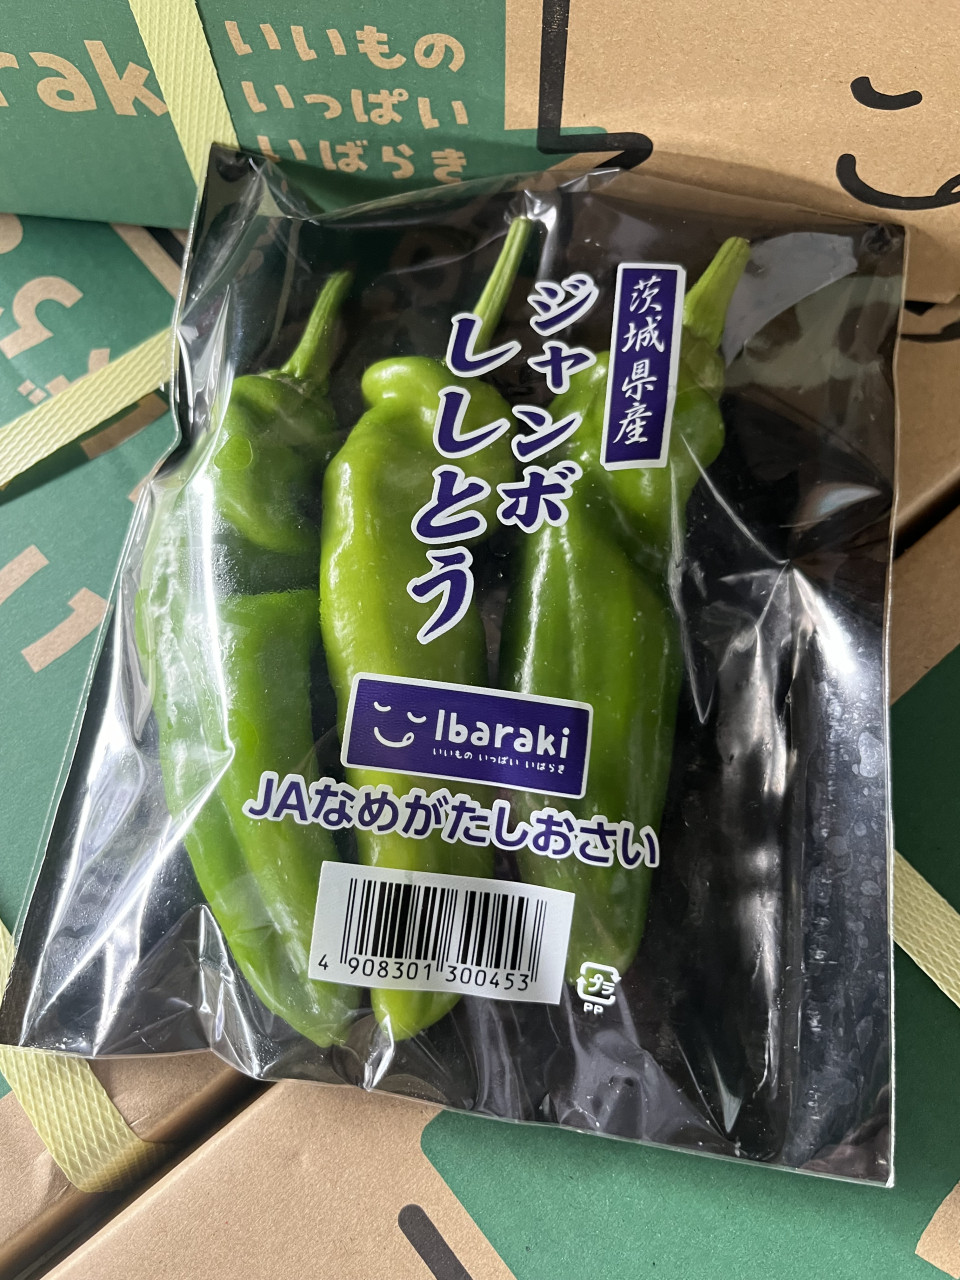 いいもの
いっぱい
いばらき
茨城県産
ジャンボ
ししとう
Ibaraki
いいもの いっぱい いばらき
JAなめがたしおさい
4 908301 300453
プラ
PP